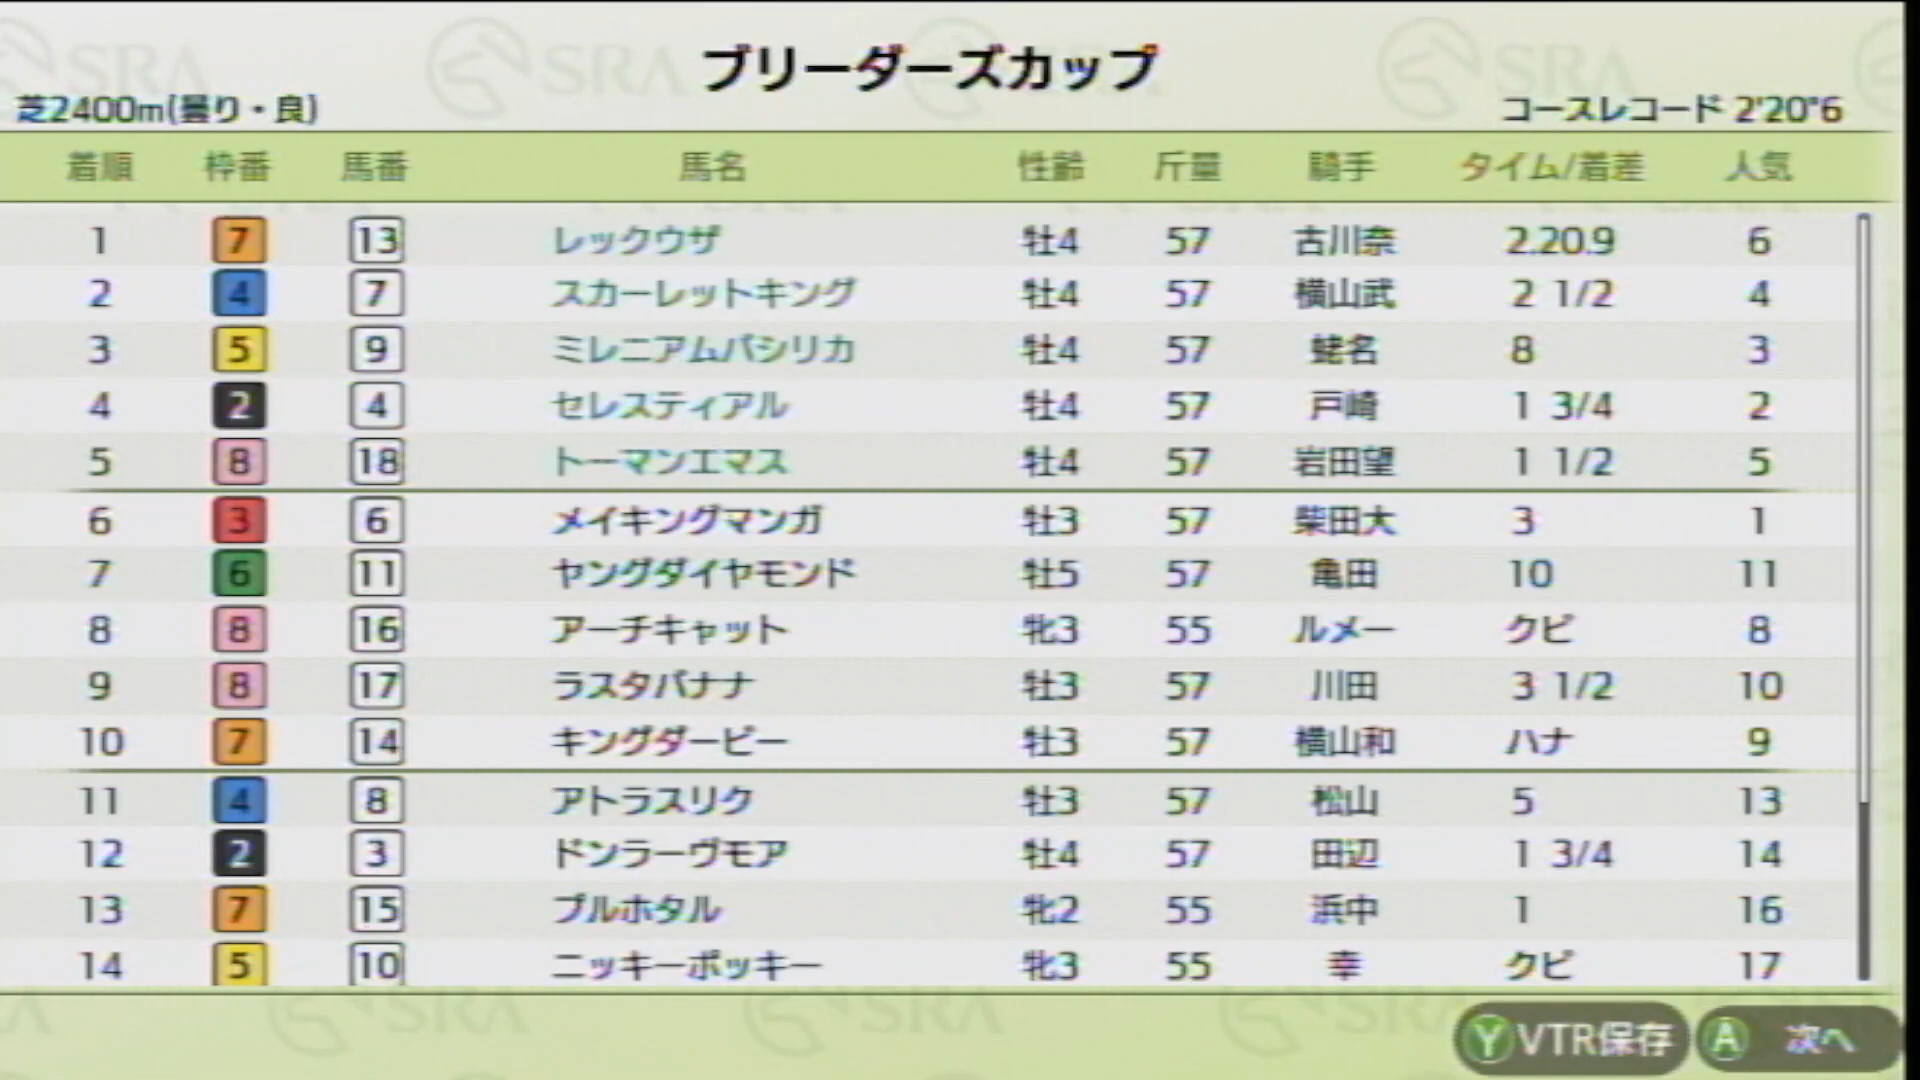 ブリーダーズカップ
芝2400m(曇り・良) コースレコード 2'20"6
着順 枠番 馬番 馬名 性齢 斤量 騎手 タイム/着差 人気
1 7 13 レックウザ 牡4 57 古川奈 2.20.9 6
2 4 7 スカーレットキング 牡4 57 横山武 2 1/2 4
3 5 9 ミレニアムバシリカ 牡4 57 蛯名 8 3
4 2 4 セレスティアル 牡4 57 戸崎 1 3/4 2
5 8 18 トーマンエマス 牡4 57 岩田望 1 1/2 5
6 3 6 メイキングマンガ 牡3 57 柴田大 3 1
7 6 11 ヤングダイヤモンド 牡5 57 亀田 10 11
8 8 16 アーチキャット 牝3 55 ルメー クビ 8
9 8 17 ラスタバナナ 牡3 57 川田 3 1/2 10
10 7 14 キングダービー 牡3 57 横山和 ハナ 9
11 4 8 アトラスリク 牡3 57 松山 5 13
12 2 3 ドンラーヴモア 牡4 57 田辺 1 3/4 14
13 7 15 ブルホタル 牝2 55 浜中 1 16
14 5 10 ニッキーポッキー 牝3 55 幸 クビ 17
Y VTR保存 A 次へ